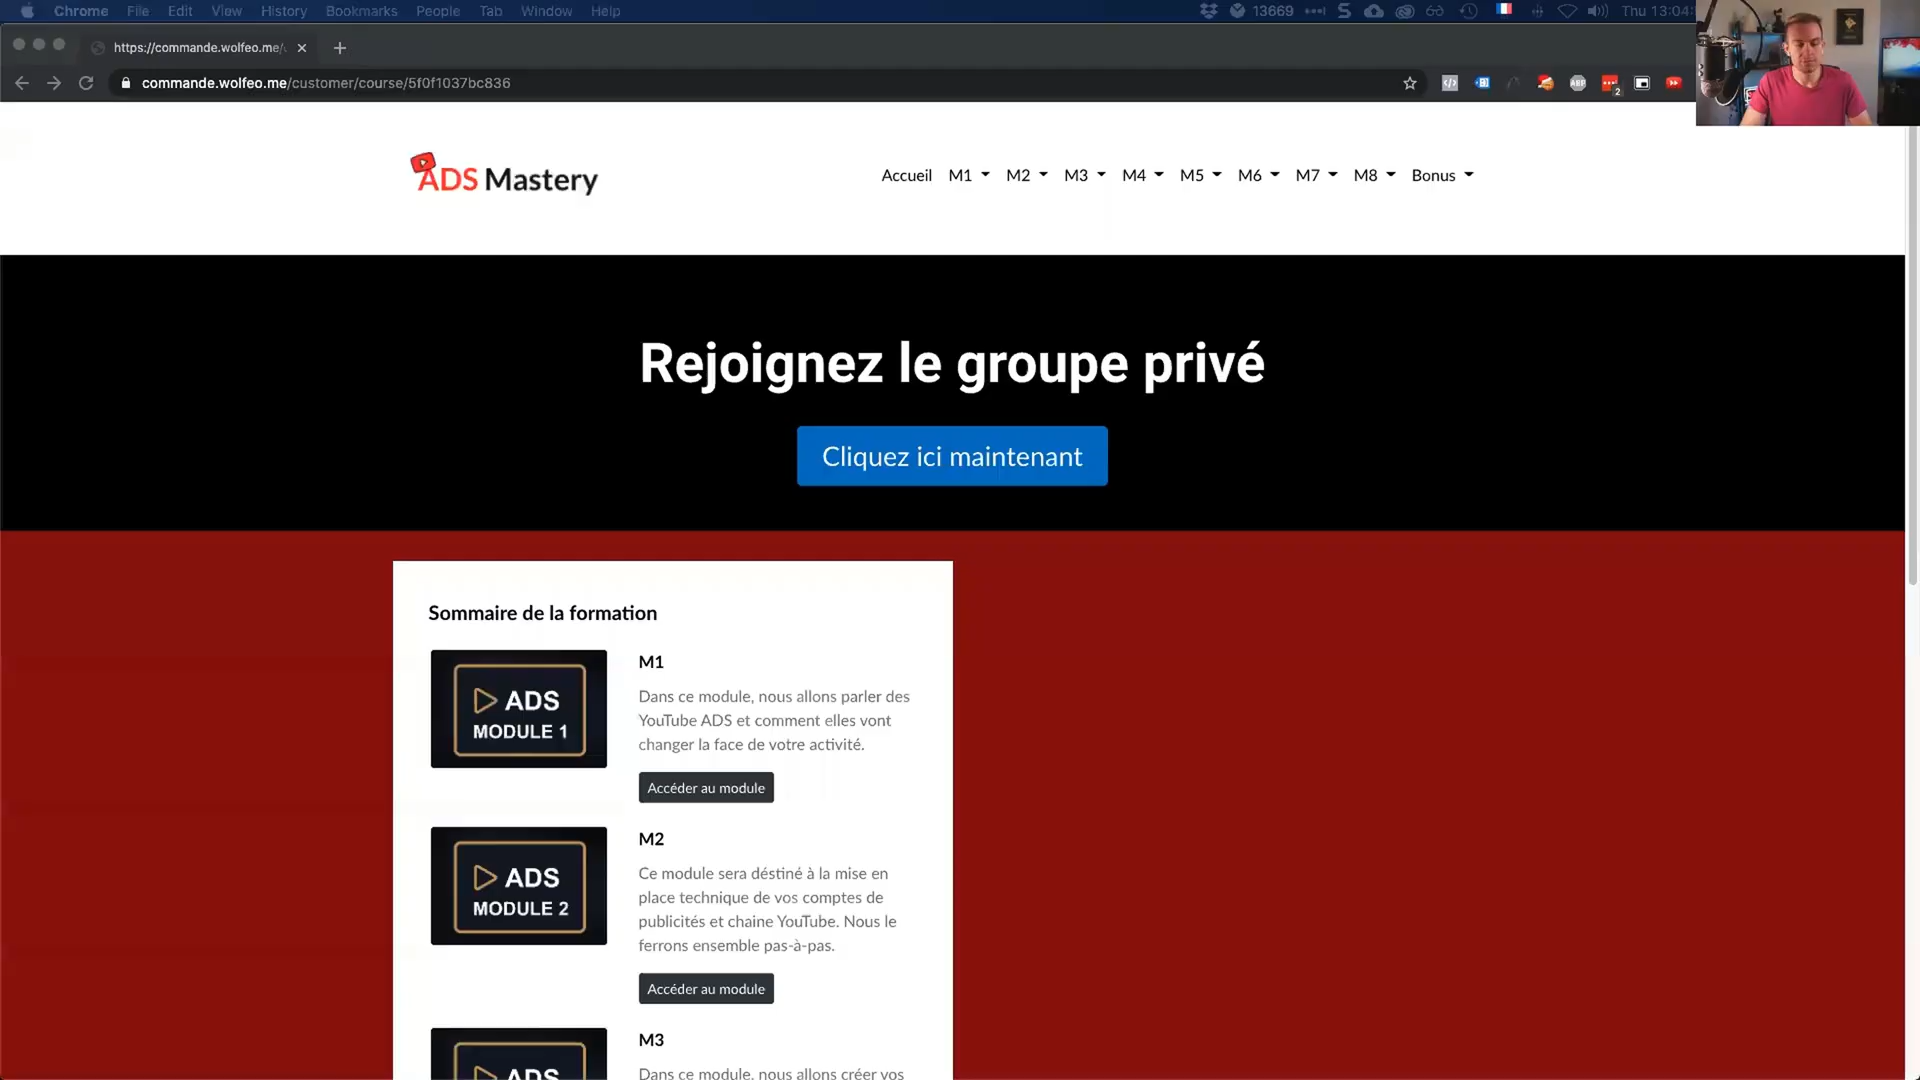 Chrome File Edit View History Bookmarks People Tab Window Help 13669 Thu 13:04
https://commande.wolfeo.me/
commande.wolfeo.me/customer/course/5f0f1037bc836
2
ADS Mastery
Accueil M1 M2 M3 M4 M5 M6 M7 M8 Bonus
Rejoignez le groupe privé
Cliquez ici maintenant
Sommaire de la formation
ADS
MODULE 1
M1
Dans ce module, nous allons parler des
YouTube ADS et comment elles vont
changer la face de votre activité.
Accéder au module
ADS
MODULE 2
M2
Ce module sera déstiné à la mise en
place technique de vos comptes de
publicités et chaine YouTube. Nous le
ferrons ensemble pas-à-pas.
Accéder au module
ADS
M3
Dans ce module, nous allons créer vos